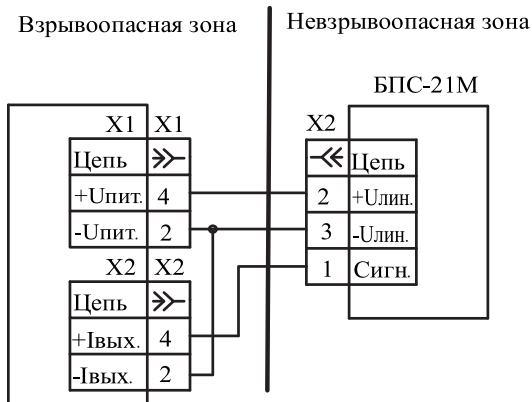 Взрывоопасная зона
Невзрывоопасная зона
БПС-21М
X1 X1
Цепь
+Uпит. 4
-Uпит. 2
X2 X2
Цепь
+Iвых. 4
-Iвых. 2
X2
Цепь
2 +Uлин.
3 -Uлин.
1 Сигн.